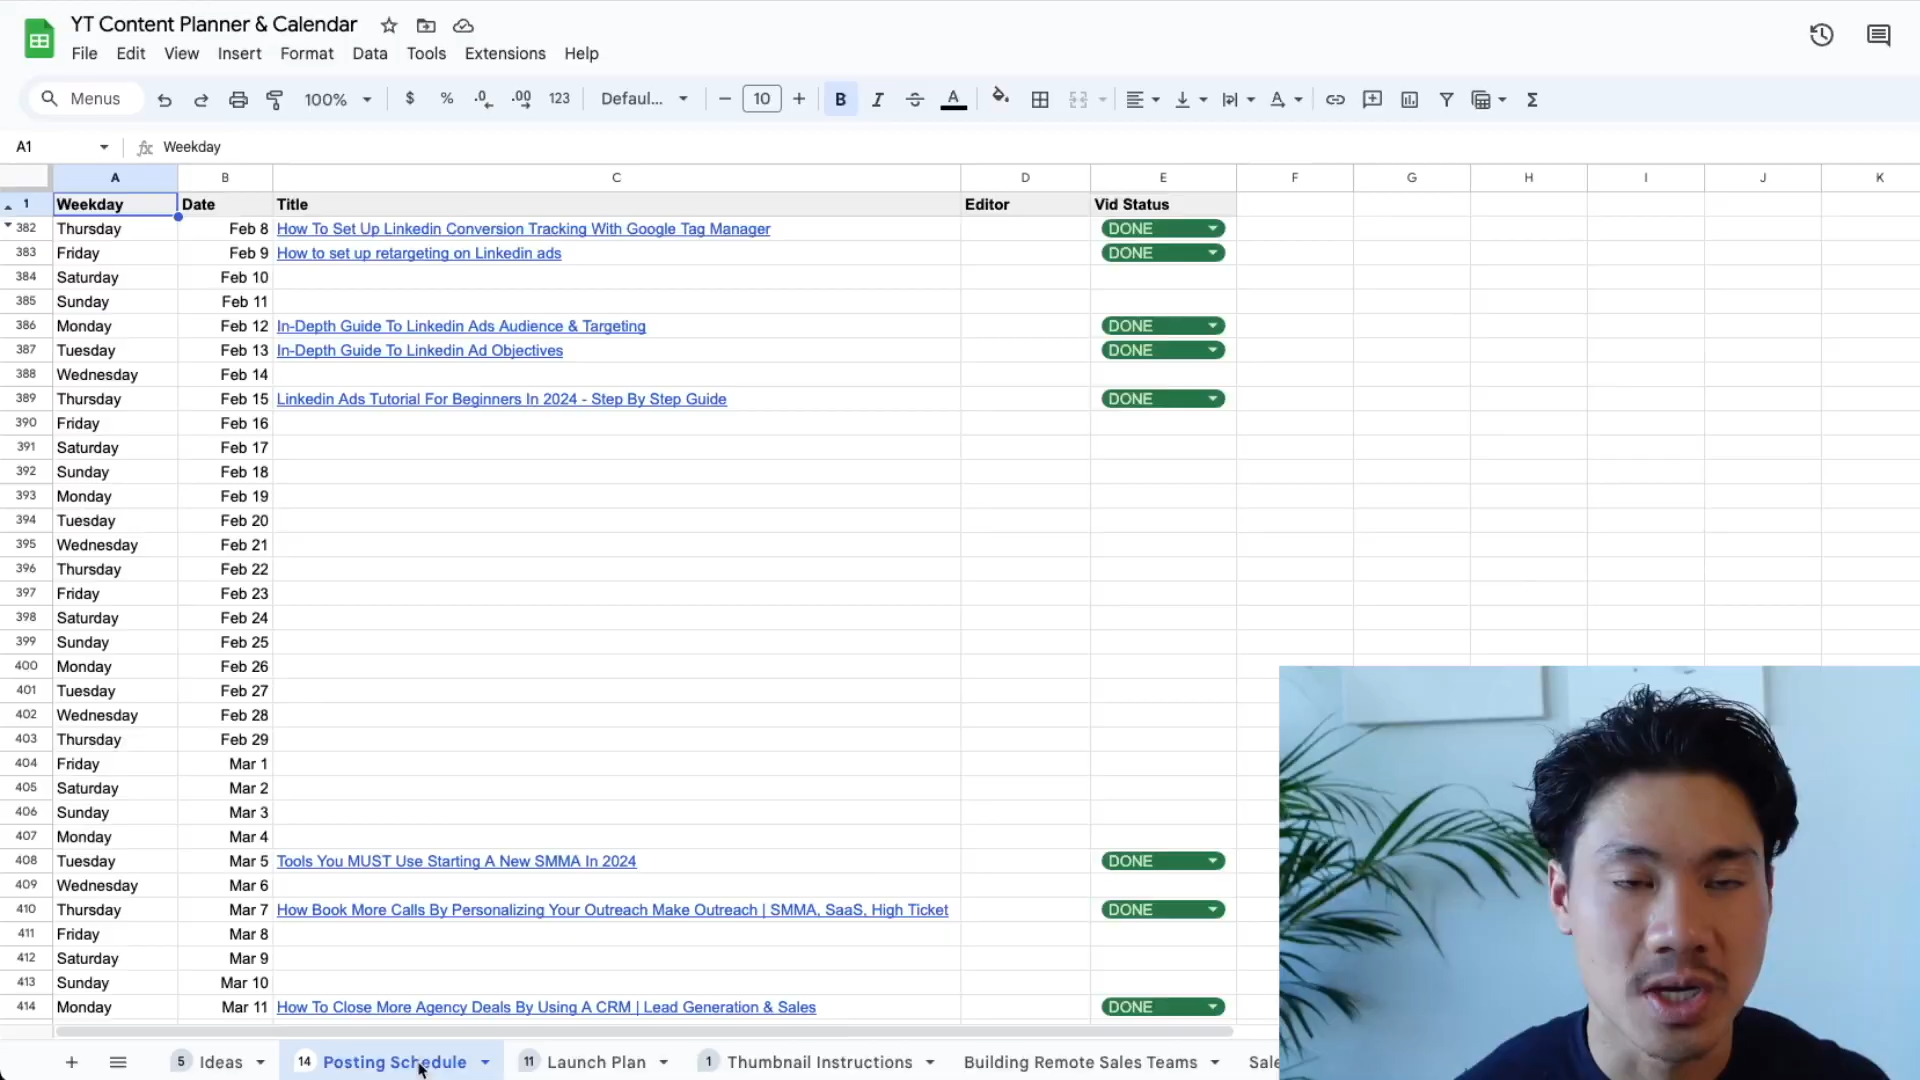 YT Content Planner & Calendar
File Edit View Insert Format Data Tools Extensions Help
Menus 100% $ % .0 .00 123 Defaul... 10 B I A
A1 fx Weekday
A B C D E F G H I J K
1 Weekday Date Title Editor Vid Status
382 Thursday Feb 8 How To Set Up Linkedin Conversion Tracking With Google Tag Manager DONE
383 Friday Feb 9 How to set up retargeting on Linkedin ads DONE
384 Saturday Feb 10
385 Sunday Feb 11
386 Monday Feb 12 In-Depth Guide To Linkedin Ads Audience & Targeting DONE
387 Tuesday Feb 13 In-Depth Guide To Linkedin Ad Objectives DONE
388 Wednesday Feb 14
389 Thursday Feb 15 Linkedin Ads Tutorial For Beginners In 2024 - Step By Step Guide DONE
390 Friday Feb 16
391 Saturday Feb 17
392 Sunday Feb 18
393 Monday Feb 19
394 Tuesday Feb 20
395 Wednesday Feb 21
396 Thursday Feb 22
397 Friday Feb 23
398 Saturday Feb 24
399 Sunday Feb 25
400 Monday Feb 26
401 Tuesday Feb 27
402 Wednesday Feb 28
403 Thursday Feb 29
404 Friday Mar 1
405 Saturday Mar 2
406 Sunday Mar 3
407 Monday Mar 4
408 Tuesday Mar 5 Tools You MUST Use Starting A New SMMA In 2024 DONE
409 Wednesday Mar 6
410 Thursday Mar 7 How Book More Calls By Personalizing Your Outreach Make Outreach | SMMA, SaaS, High Ticket DONE
411 Friday Mar 8
412 Saturday Mar 9
413 Sunday Mar 10
414 Monday Mar 11 How To Close More Agency Deals By Using A CRM | Lead Generation & Sales DONE
5 Ideas 14 Posting Schedule 11 Launch Plan 1 Thumbnail Instructions Building Remote Sales Teams Sale